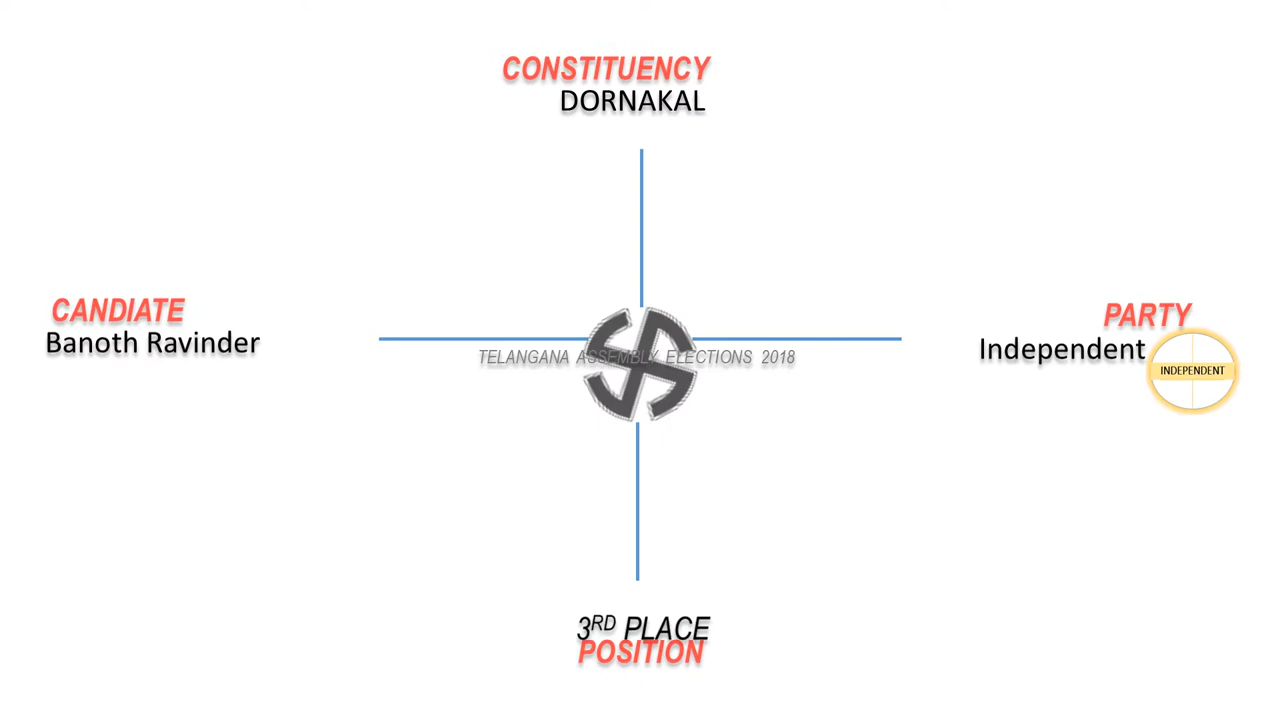 CONSTITUENCY
DORNAKAL
CANDIATE
Banoth Ravinder
TELANGANA ASSEMBLY ELECTIONS 2018
PARTY
Independent
INDEPENDENT
3RD PLACE
POSITION